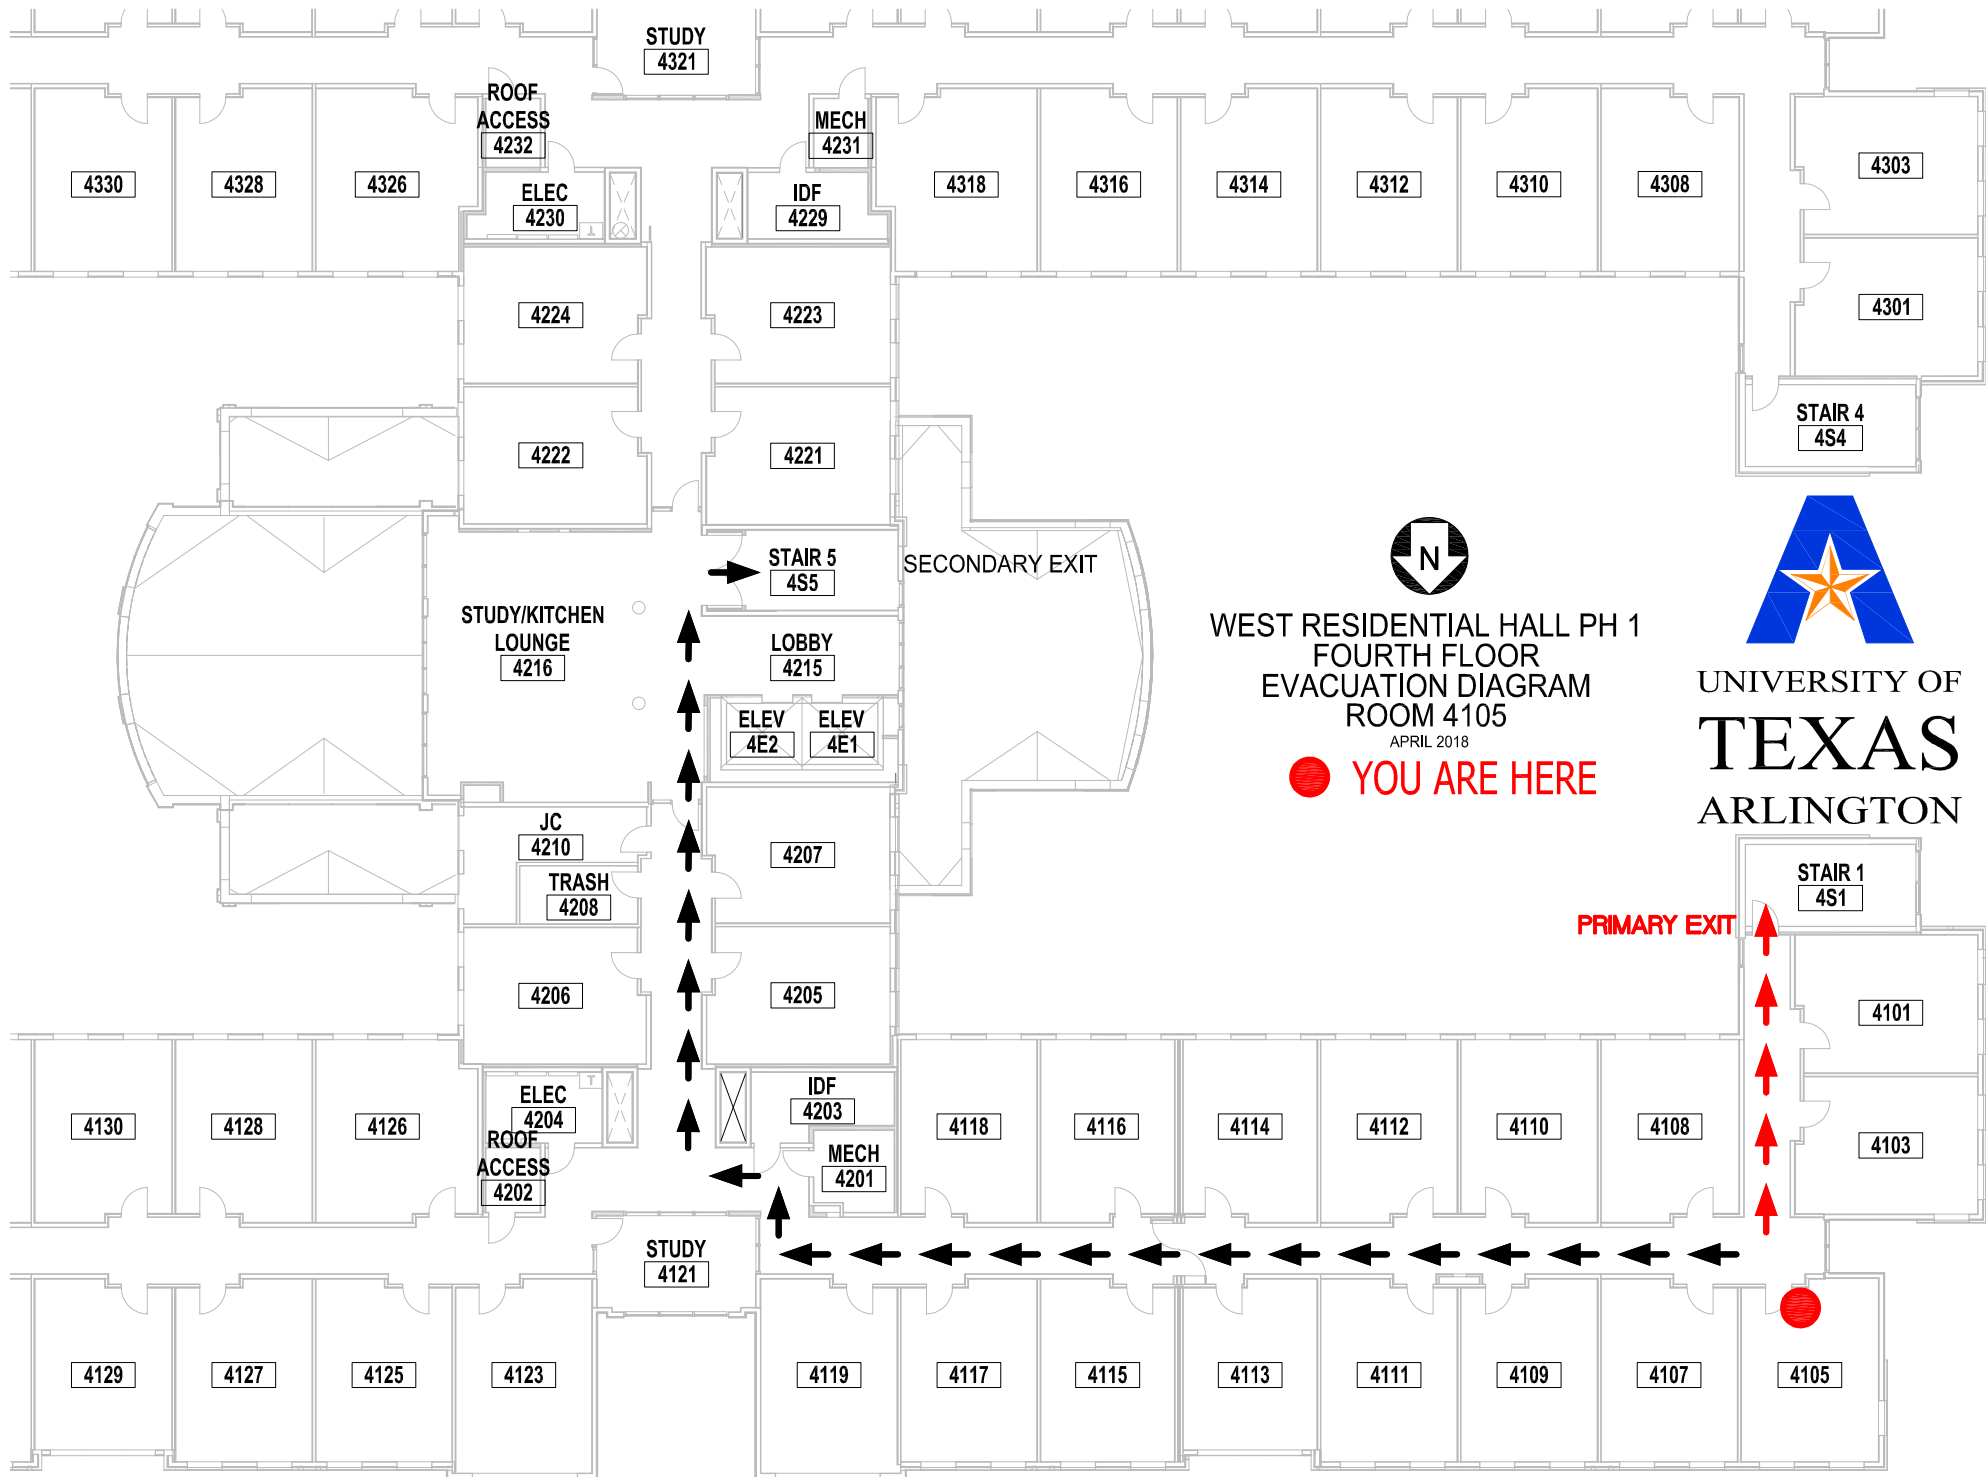 STUDY
4321
ROOF
ACCESS
4232
MECH
4231
4330
4328
4326
ELEC
4230
IDF
4229
4318
4316
4314
4312
4310
4308
4303
4301
4224
4223
4222
4221
STAIR 4
4S4
STAIR 5
4S5
SECONDARY EXIT
STUDY/KITCHEN
LOUNGE
4216
LOBBY
4215
ELEV
4E2
ELEV
4E1
N
WEST RESIDENTIAL HALL PH 1
FOURTH FLOOR
EVACUATION DIAGRAM
ROOM 4105
APRIL 2018
YOU ARE HERE
UNIVERSITY OF
TEXAS
ARLINGTON
JC
4210
TRASH
4208
4207
STAIR 1
4S1
PRIMARY EXIT
4206
4205
4101
4103
ELEC
4204
T
ROOF
ACCESS
4202
IDF
4203
MECH
4201
4130
4128
4126
4118
4116
4114
4112
4110
4108
STUDY
4121
4129
4127
4125
4123
4119
4117
4115
4113
4111
4109
4107
4105